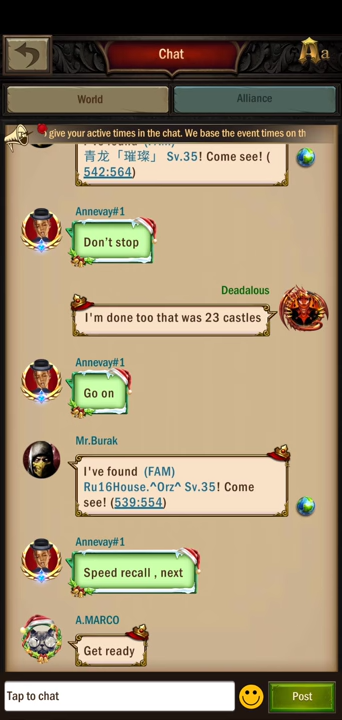 Chat
Aa
World
Alliance
give your active times in the chat. We base the event times on th
青龙「璀璨」 Sv.35! Come see! (
542:564)
Annevay#1
Don't stop
Deadalous
I'm done too that was 23 castles
Annevay#1
Go on
Mr.Burak
I've found (FAM)
Ru16House.^Orz^ Sv.35! Come
see! (539:554)
Annevay#1
Speed recall , next
A.MARCO
Get ready
Tap to chat
Post